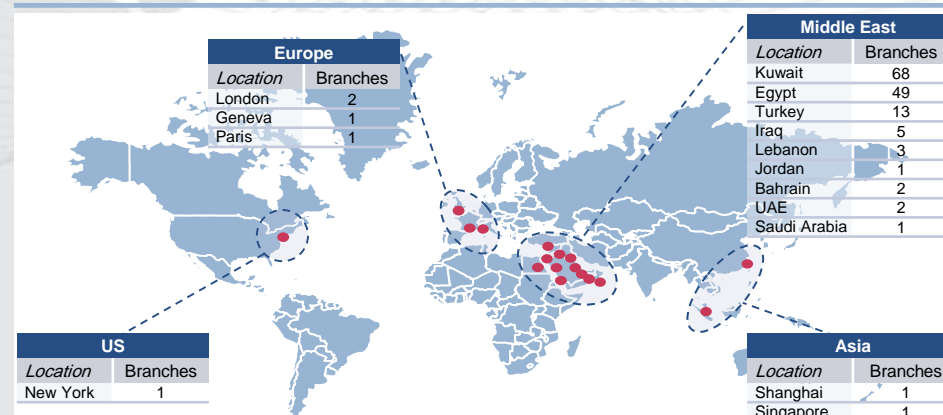 Europe
Location Branches
London 2
Geneva 1
Paris 1
Middle East
Location Branches
Kuwait 68
Egypt 49
Turkey 13
Iraq 5
Lebanon 3
Jordan 1
Bahrain 2
UAE 2
Saudi Arabia 1
US
Location Branches
New York 1
Asia
Location Branches
Shanghai 1
Singapore 1